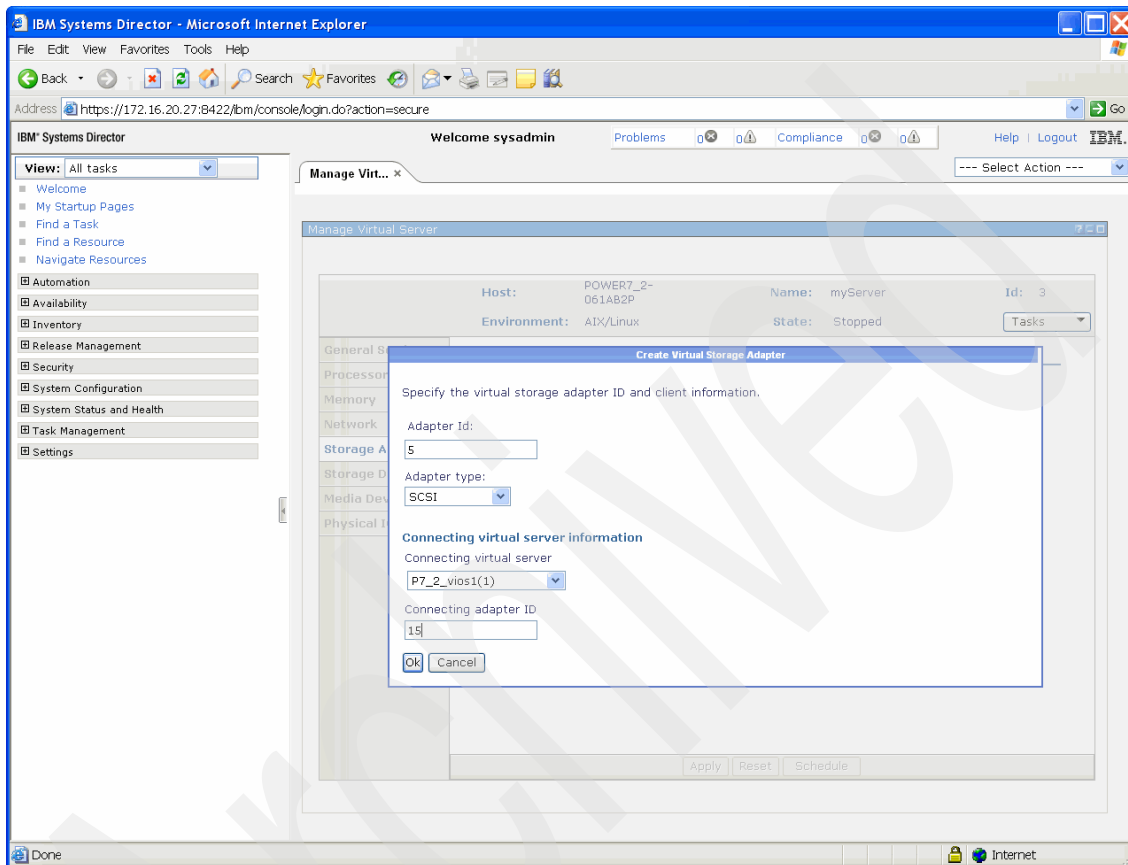 IBM Systems Director - Microsoft Internet Explorer
File Edit View Favorites Tools Help
Back Search Favorites
Address https://172.16.20.27:8422/ibm/console/login.do?action=secure Go
IBM® Systems Director Welcome sysadmin Problems 0 0 Compliance 0 0 Help | Logout IBM.
View: All tasks
Manage Virt... × --- Select Action ---
Welcome
My Startup Pages
Find a Task
Find a Resource
Navigate Resources
Automation
Availability
Inventory
Release Management
Security
System Configuration
System Status and Health
Task Management
Settings
Manage Virtual Server
Host: POWER7_2-061AB2P Name: myServer Id: 3
Environment: AIX/Linux State: Stopped Tasks
General S
Processor
Memory
Network
Storage A
Storage D
Media Dev
Physical I
Create Virtual Storage Adapter
Specify the virtual storage adapter ID and client information.
Adapter Id:
5
Adapter type:
SCSI
Connecting virtual server information
Connecting virtual server
P7_2_vios1(1)
Connecting adapter ID
15
Ok Cancel
Apply Reset Schedule
Done Internet
Archived